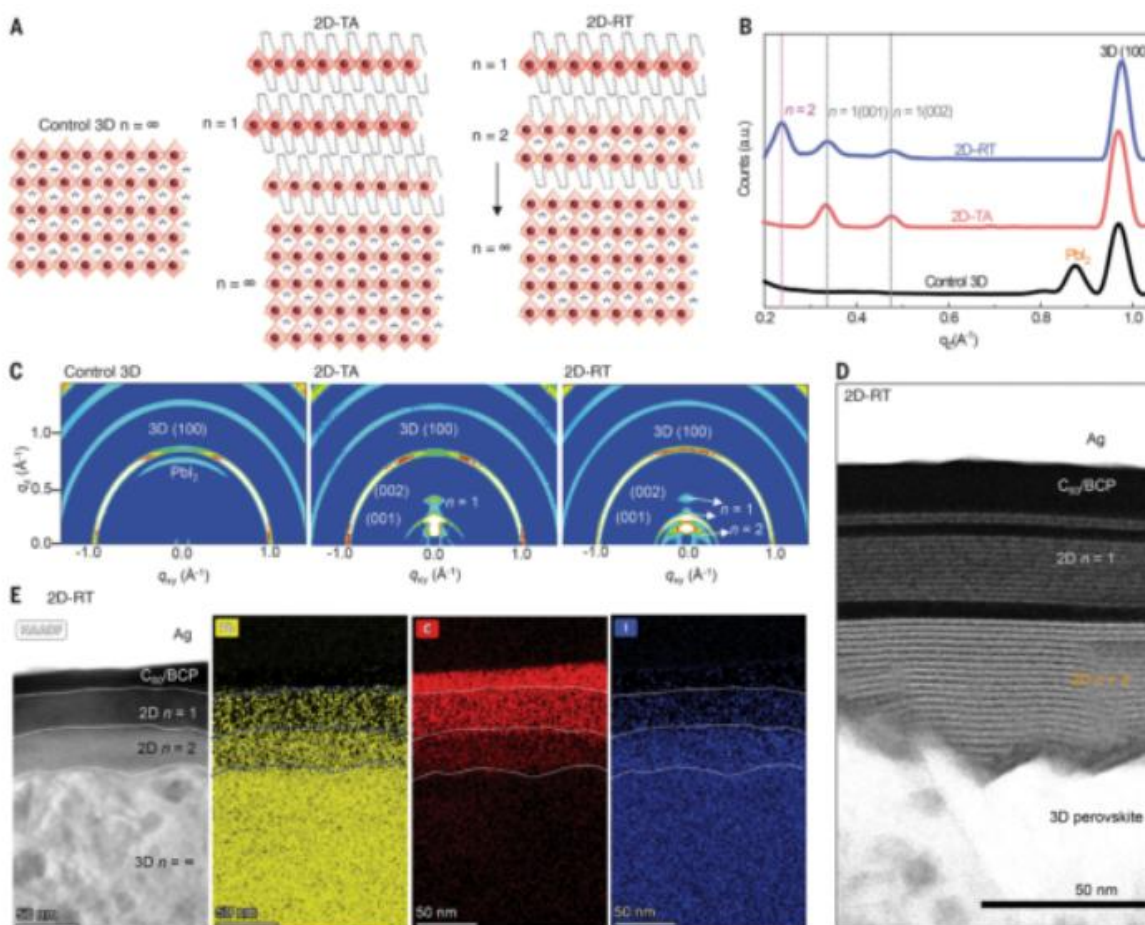 A
2D-TA
2D-RT
Control 3D n = ∞
n = 1
n = ∞
n = 1
n = 2
n = ∞
B
Counts (a.u.)
3D (100)
n = 2
n = 1(001)
n = 1(002)
2D-RT
2D-TA
PbI₂
Control 3D
0.2
0.4
0.6
0.8
1.0
C
Control 3D
2D-TA
2D-RT
3D (100)
3D (100)
3D (100)
PbI₂
(002)
n = 1
(001)
(002)
n = 1
(001)
n = 2
1.0
0.5
0.0
-1.0
0.0
1.0
-1.0
0.0
1.0
-1.0
0.0
1.0
qxy (Å⁻¹)
qxy (Å⁻¹)
qxy (Å⁻¹)
D
2D-RT
Ag
C₆₀/BCP
2D n = 1
3D perovskite
50 nm
E
2D-RT
HAADF
Ag
C₆₀/BCP
2D n = 1
2D n = 2
3D n = ∞
50 nm
50 nm
C
50 nm
I
50 nm